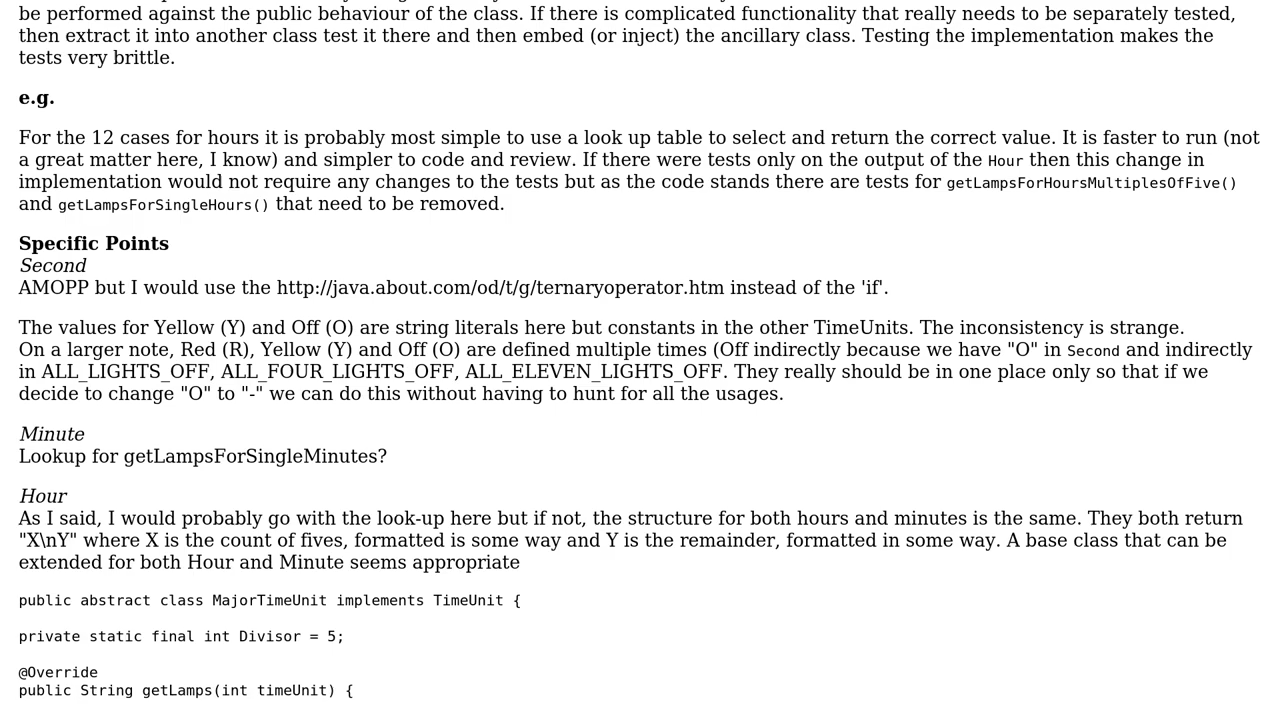 be performed against the public behaviour of the class. If there is complicated functionality that really needs to be separately tested,
then extract it into another class test it there and then embed (or inject) the ancillary class. Testing the implementation makes the
tests very brittle.
e.g.
For the 12 cases for hours it is probably most simple to use a look up table to select and return the correct value. It is faster to run (not
a great matter here, I know) and simpler to code and review. If there were tests only on the output of the Hour then this change in
implementation would not require any changes to the tests but as the code stands there are tests for getLampsForHoursMultiplesOfFive()
and getLampsForSingleHours() that need to be removed.
Specific Points
Second
AMOPP but I would use the http://java.about.com/od/t/g/ternaryoperator.htm instead of the 'if'.
The values for Yellow (Y) and Off (O) are string literals here but constants in the other TimeUnits. The inconsistency is strange.
On a larger note, Red (R), Yellow (Y) and Off (O) are defined multiple times (Off indirectly because we have "O" in Second and indirectly
in ALL_LIGHTS_OFF, ALL_FOUR_LIGHTS_OFF, ALL_ELEVEN_LIGHTS_OFF. They really should be in one place only so that if we
decide to change "O" to "-" we can do this without having to hunt for all the usages.
Minute
Lookup for getLampsForSingleMinutes?
Hour
As I said, I would probably go with the look-up here but if not, the structure for both hours and minutes is the same. They both return
"X\nY" where X is the count of fives, formatted is some way and Y is the remainder, formatted in some way. A base class that can be
extended for both Hour and Minute seems appropriate
public abstract class MajorTimeUnit implements TimeUnit {
private static final int Divisor = 5;
@Override
public String getLamps(int timeUnit) {